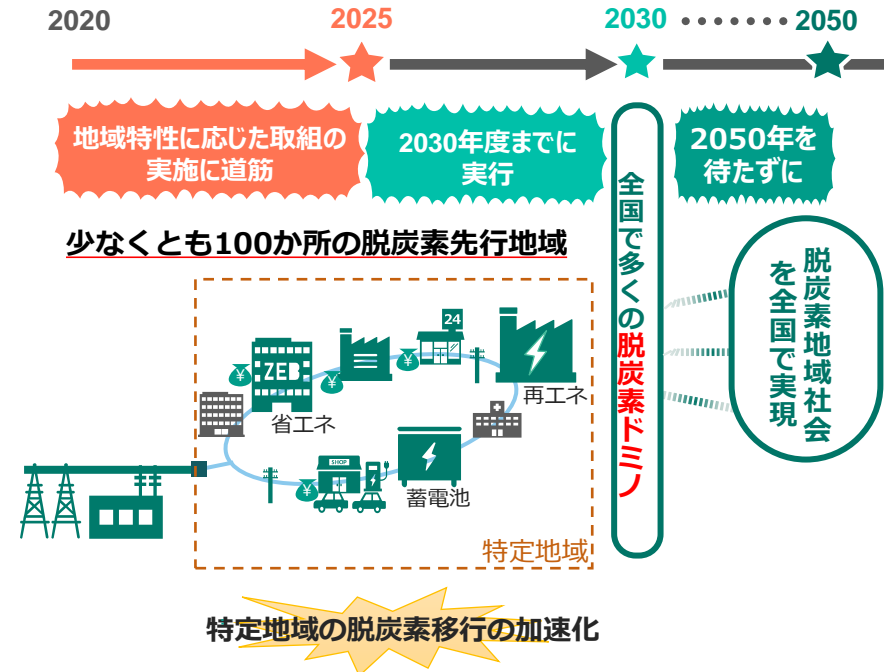 2020
2025
2030
2050
地域特性に応じた取組の
実施に道筋
2030年度までに
実行
2050年を
待たずに
少なくとも100か所の脱炭素先行地域
全国で多くの脱炭素ドミノ
脱炭素地域社会
を全国で実現
24
ZEB
¥
¥
¥
再エネ
省エネ
SHOP
¥
蓄電池
特定地域
特定地域の脱炭素移行の加速化